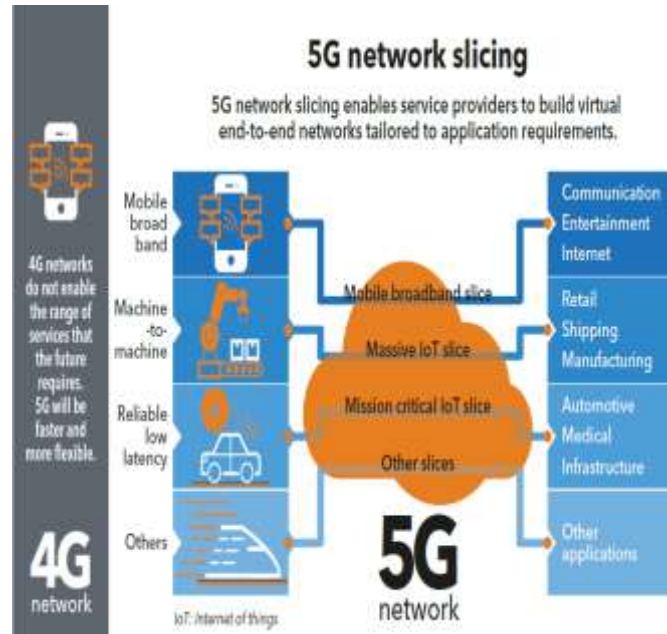 5G network slicing
5G network slicing enables service providers to build virtual
end-to-end networks tailored to application requirements.
4G networks
do not enable
the range of
services that
the future
requires.
5G will be
faster and
more flexible.
4G
network
Mobile
broad
band
Machine
-to-
machine
Reliable
low
latency
Others
Mobile broadband slice
Massive IoT slice
Mission critical IoT slice
Other slices
5G
network
Communication
Entertainment
Internet
Retail
Shipping
Manufacturing
Automotive
Medical
Infrastructure
Other
applications
IoT: Internet of things